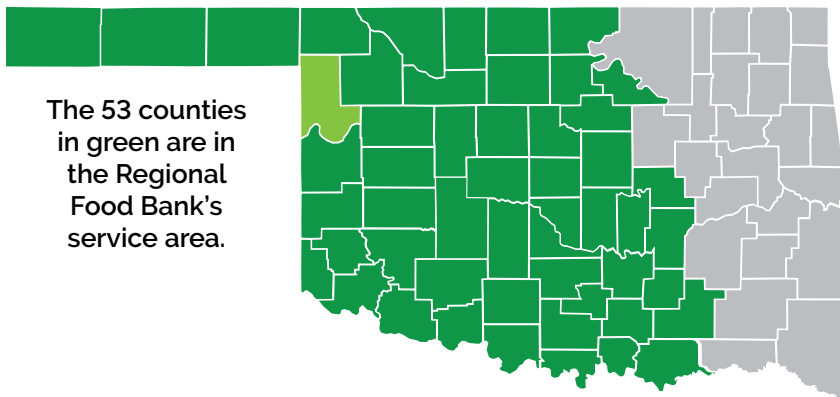 The 53 counties
in green are in
the Regional
Food Bank's
service area.